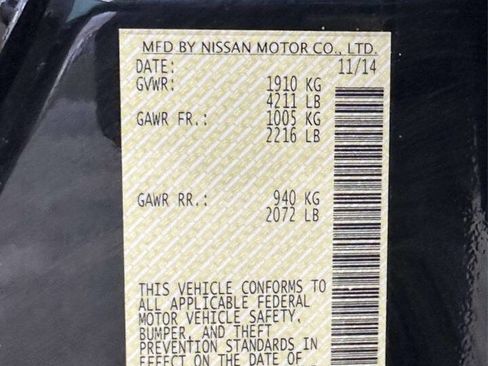 MFD BY NISSAN MOTOR CO., LTD.
DATE: 11/14
GVWR: 1910 KG
4211 LB
GAWR FR.: 1005 KG
2216 LB
GAWR RR.: 940 KG
2072 LB
THIS VEHICLE CONFORMS TO
ALL APPLICABLE FEDERAL
MOTOR VEHICLE SAFETY,
BUMPER, AND THEFT
PREVENTION STANDARDS IN
EFFECT ON THE DATE OF